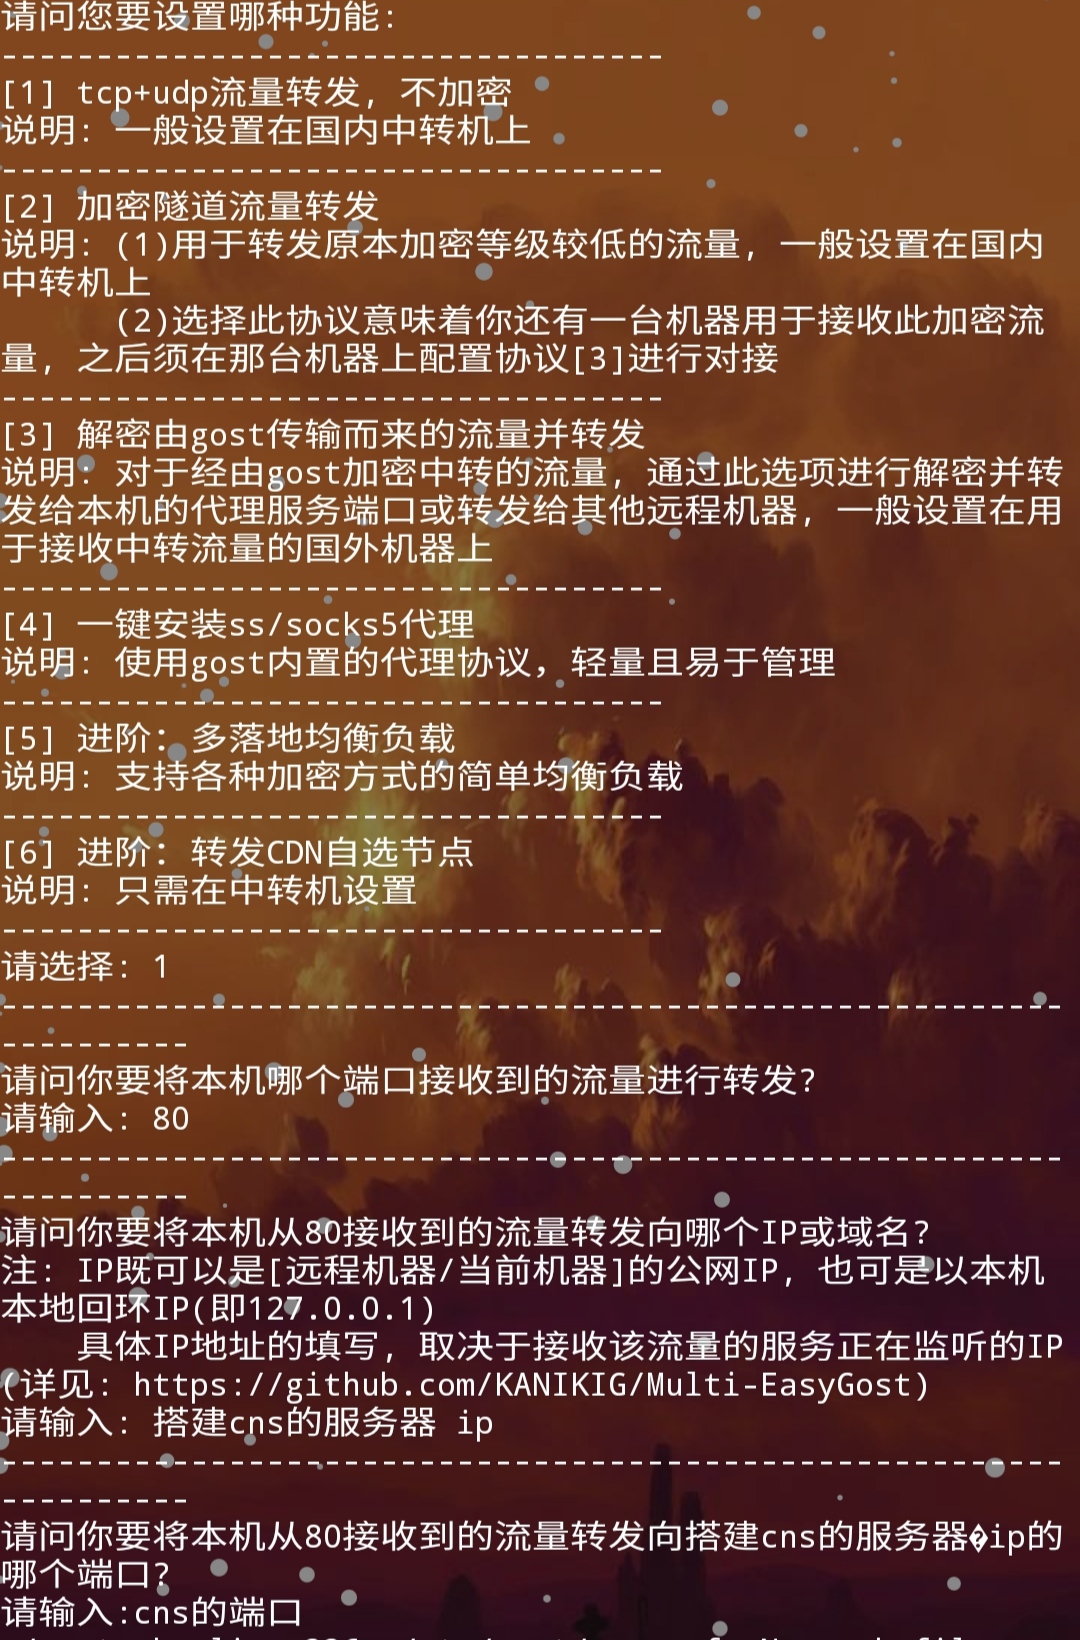 请问您要设置哪种功能：
-----------------------------------
[1] tcp+udp流量转发, 不加密
说明: 一般设置在国内中转机上
-----------------------------------
[2] 加密隧道流量转发
说明: (1)用于转发原本加密等级较低的流量, 一般设置在国内
中转机上
      (2)选择此协议意味着你还有一台机器用于接收此加密流
量, 之后须在那台机器上配置协议[3]进行对接
-----------------------------------
[3] 解密由gost传输而来的流量并转发
说明: 对于经由gost加密中转的流量, 通过此选项进行解密并转
发给本机的代理服务端口或转发给其他远程机器, 一般设置在用
于接收中转流量的国外机器上
-----------------------------------
[4] 一键安装ss/socks5代理
说明: 使用gost内置的代理协议，轻量且易于管理
-----------------------------------
[5] 进阶：多落地均衡负载
说明: 支持各种加密方式的简单均衡负载
-----------------------------------
[6] 进阶：转发CDN自选节点
说明: 只需在中转机设置
-----------------------------------
请选择: 1
--------------------------------------------------------
----------
请问你要将本机哪个端口接收到的流量进行转发?
请输入: 80
--------------------------------------------------------
----------
请问你要将本机从80接收到的流量转发向哪个IP或域名?
注: IP既可以是[远程机器/当前机器]的公网IP, 也可是以本机
本地回环IP(即127.0.0.1)
    具体IP地址的填写, 取决于接收该流量的服务正在监听的IP
(详见: https://github.com/KANIKIG/Multi-EasyGost)
请输入: 搭建cns的服务器 ip
--------------------------------------------------------
----------
请问你要将本机从80接收到的流量转发向搭建cns的服务器�ip的
哪个端口?
请输入:cns的端口